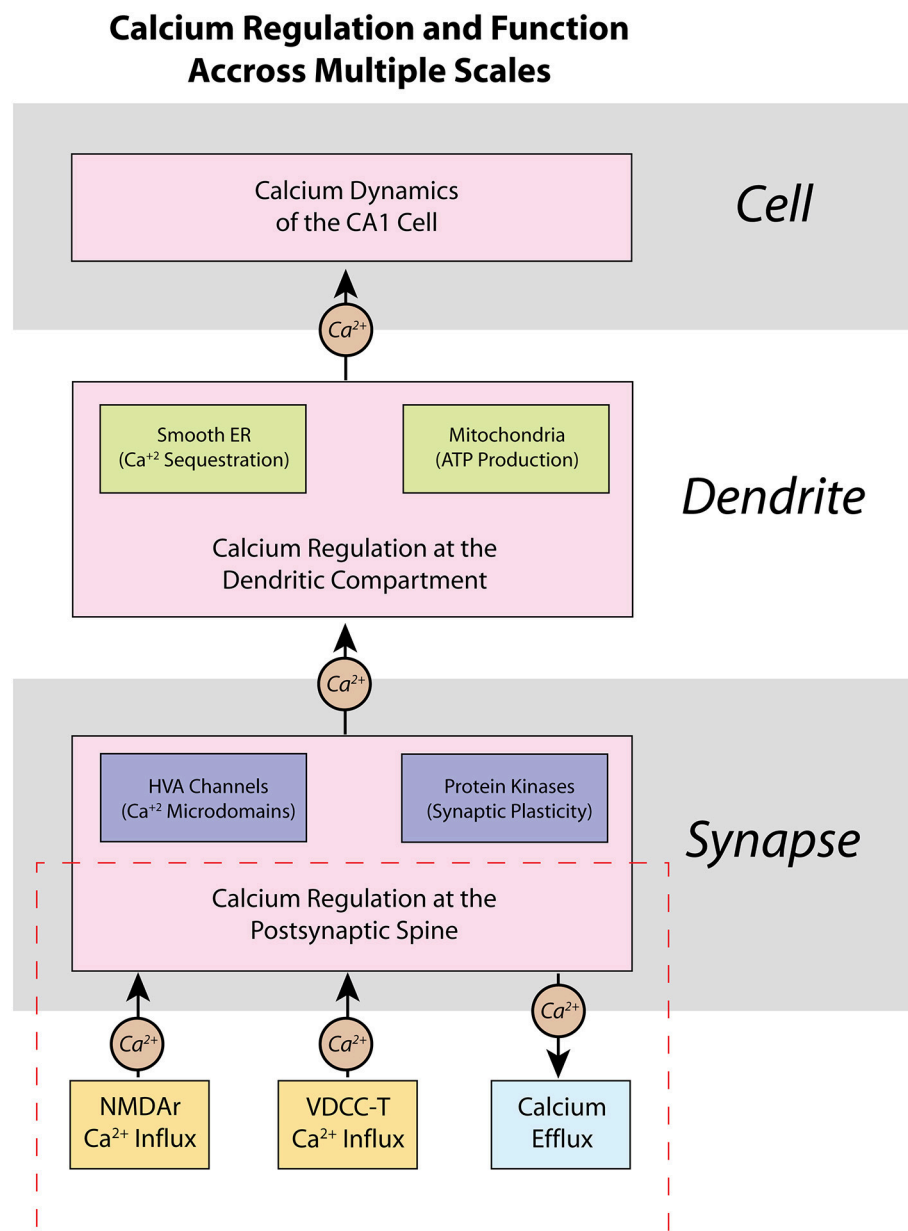 Calcium Regulation and Function
Accross Multiple Scales
Calcium Dynamics
of the CA1 Cell
Cell
Ca²⁺
Smooth ER
(Ca⁺² Sequestration)
Mitochondria
(ATP Production)
Calcium Regulation at the
Dendritic Compartment
Dendrite
Ca²⁺
HVA Channels
(Ca⁺² Microdomains)
Protein Kinases
(Synaptic Plasticity)
Calcium Regulation at the
Postsynaptic Spine
Synapse
Ca²⁺
Ca²⁺
Ca²⁺
NMDAr
Ca²⁺ Influx
VDCC-T
Ca²⁺ Influx
Calcium
Efflux